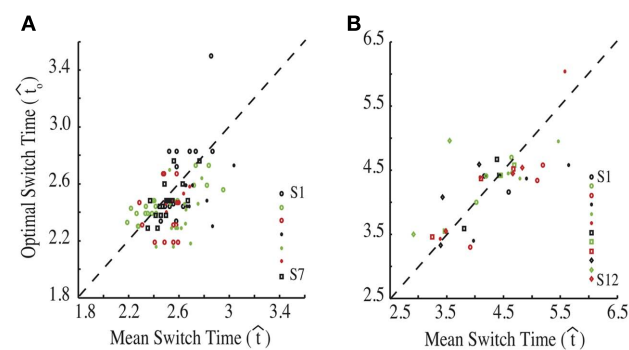 A
B
Optimal Switch Time (t̂o)
3.4
3.0
2.6
2.2
1.8
S1
S7
1.8 2.2 2.6 3 3.4
Mean Switch Time (t̂)
6.5
5.5
4.5
3.5
2.5
S1
S12
2.5 3.5 4.5 5.5 6.5
Mean Switch Time (t̂)